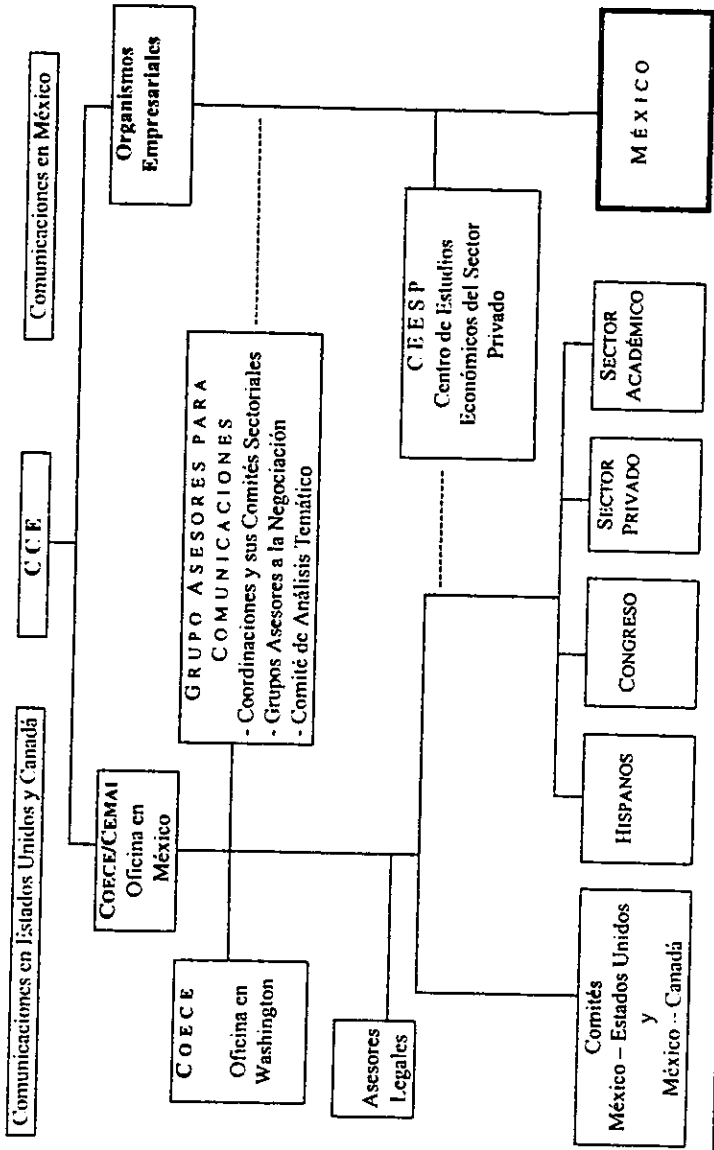 Comunicaciones en Estados Unidos y Canadá
CCE
Comunicaciones en México
COECE/CEMAI
Oficina en
México
Organismos
Empresariales
COECE
Oficina en
Washington
GRUPO ASESORES PARA
COMUNICACIONES
- Coordinaciones y sus Comités Sectoriales
- Grupos Asesores a la Negociación
- Comité de Análisis Temático
Asesores
Legales
CEESP
Centro de Estudios
Económicos del Sector
Privado
Comités
México – Estados Unidos
y
México – Canadá
HISPANOS
CONGRESO
SECTOR
PRIVADO
SECTOR
ACADÉMICO
MÉXICO